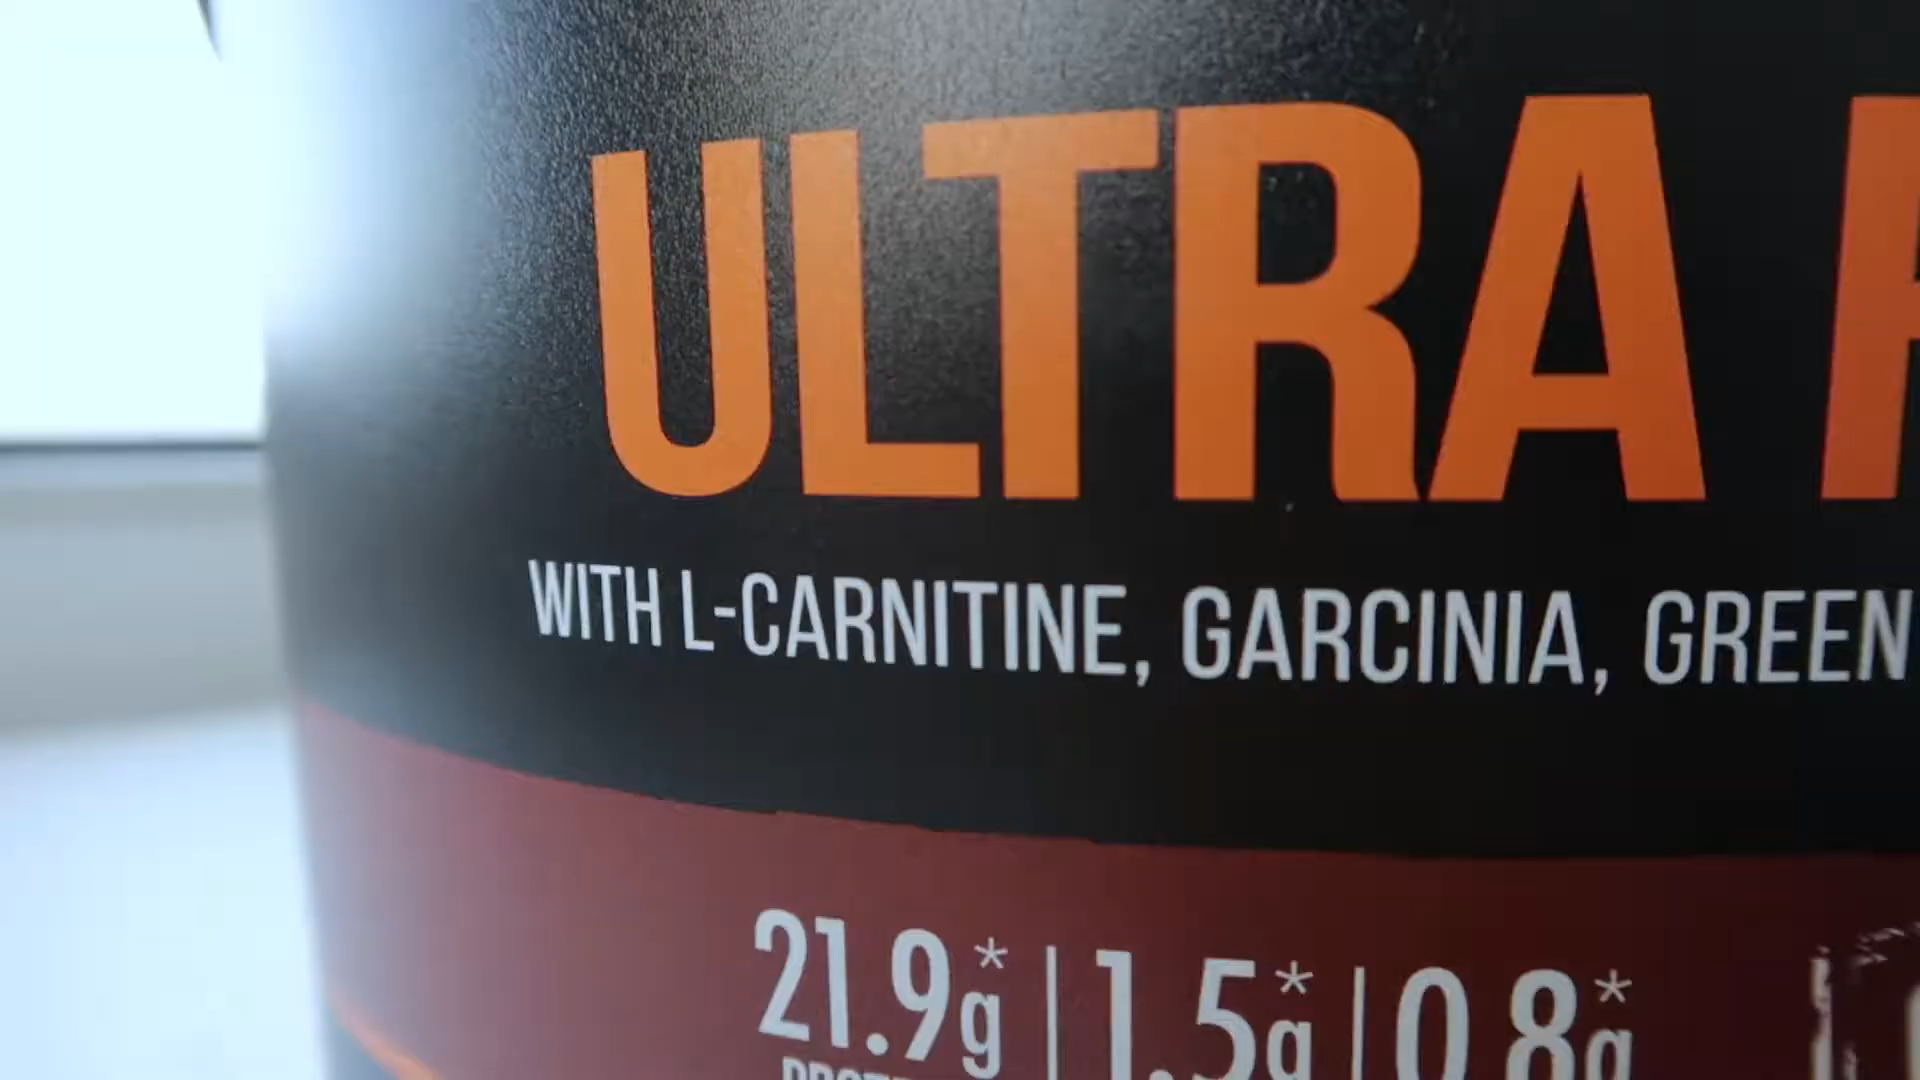 ULTRA
WITH L-CARNITINE, GARCINIA, GREEN
21.9g* | 1.5g* | 0.8g*